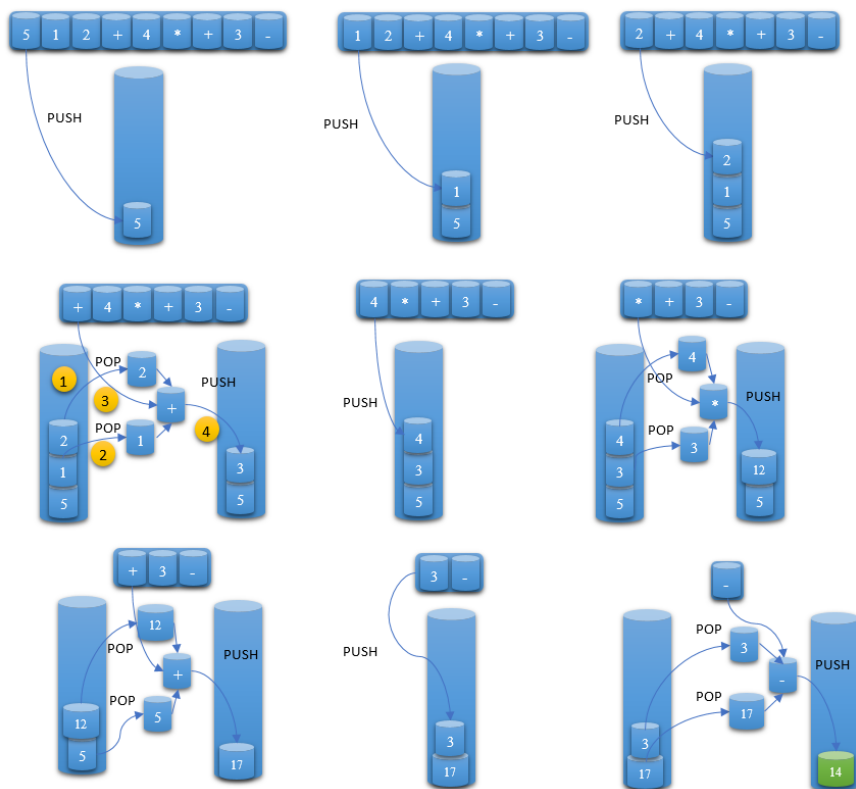 5 1 2 + 4 * + 3 -
PUSH
5
1 2 + 4 * + 3 -
PUSH
1
5
2 + 4 * + 3 -
PUSH
2
1
5
+ 4 * + 3 -
1
POP
2
3
+
PUSH
2
POP
1
4
2
1
5
3
5
4 * + 3 -
PUSH
4
3
5
* + 3 -
4
POP
*
PUSH
4
POP
3
3
5
12
5
+ 3 -
12
POP
+
PUSH
POP
5
12
5
17
3 -
PUSH
3
17
-
POP
3
-
PUSH
POP
17
3
17
14